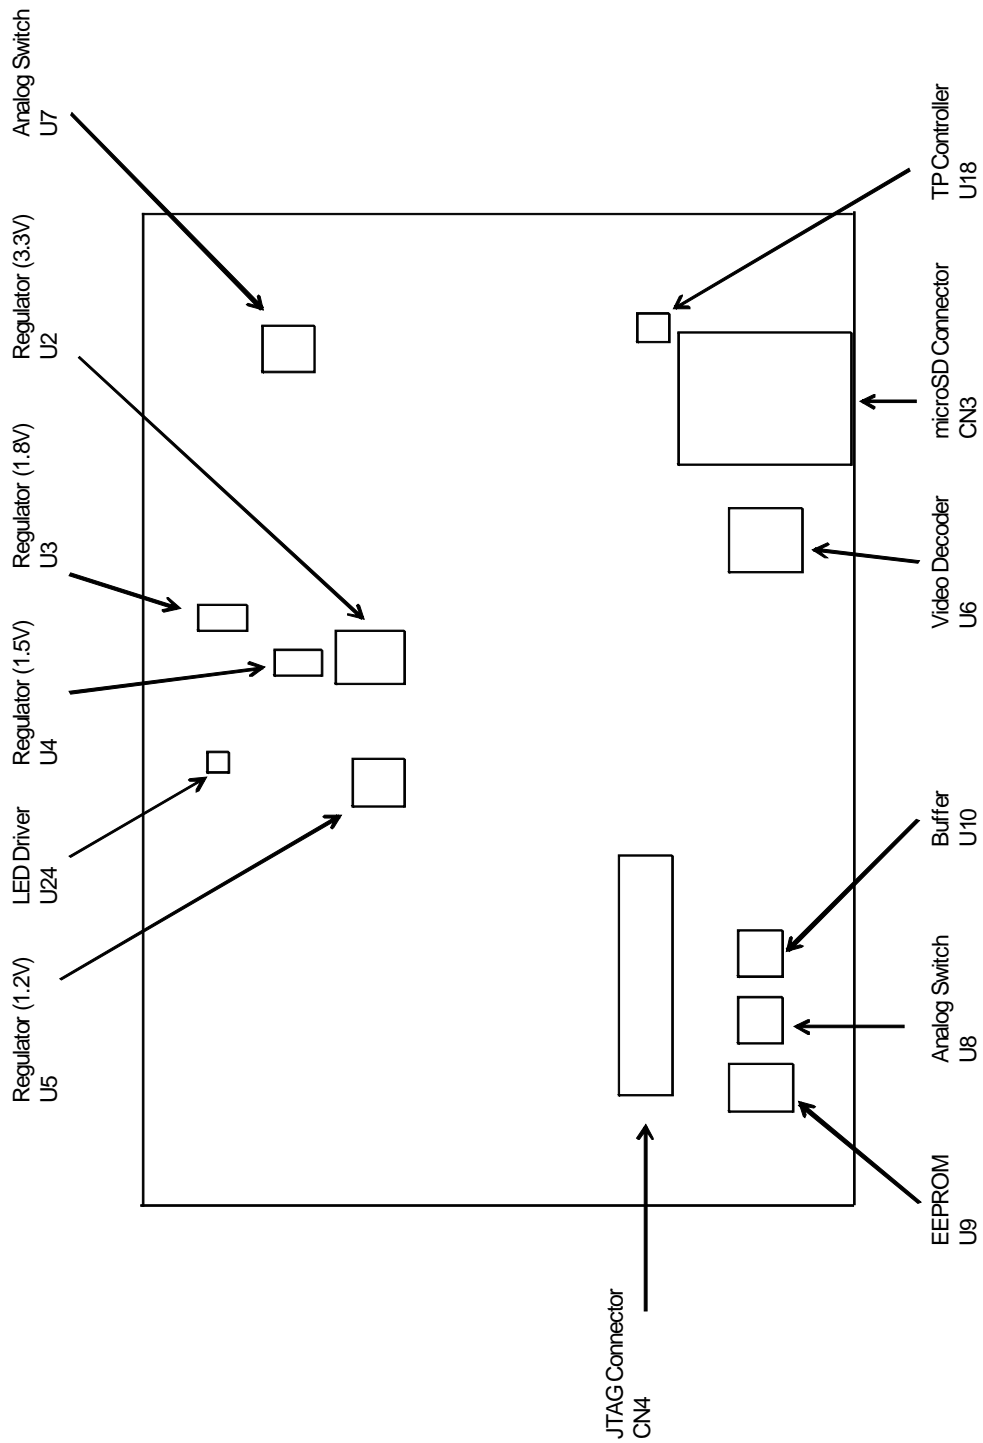 Regulator (1.2V)
U5
LED Driver
U24
Regulator (1.5V)
U4
Regulator (1.8V)
U3
Regulator (3.3V)
U2
Analog Switch
U7
JTAG Connector
CN4
EEPROM
U9
Analog Switch
U8
Buffer
U10
Video Decoder
U6
microSD Connector
CN3
TP Controller
U18